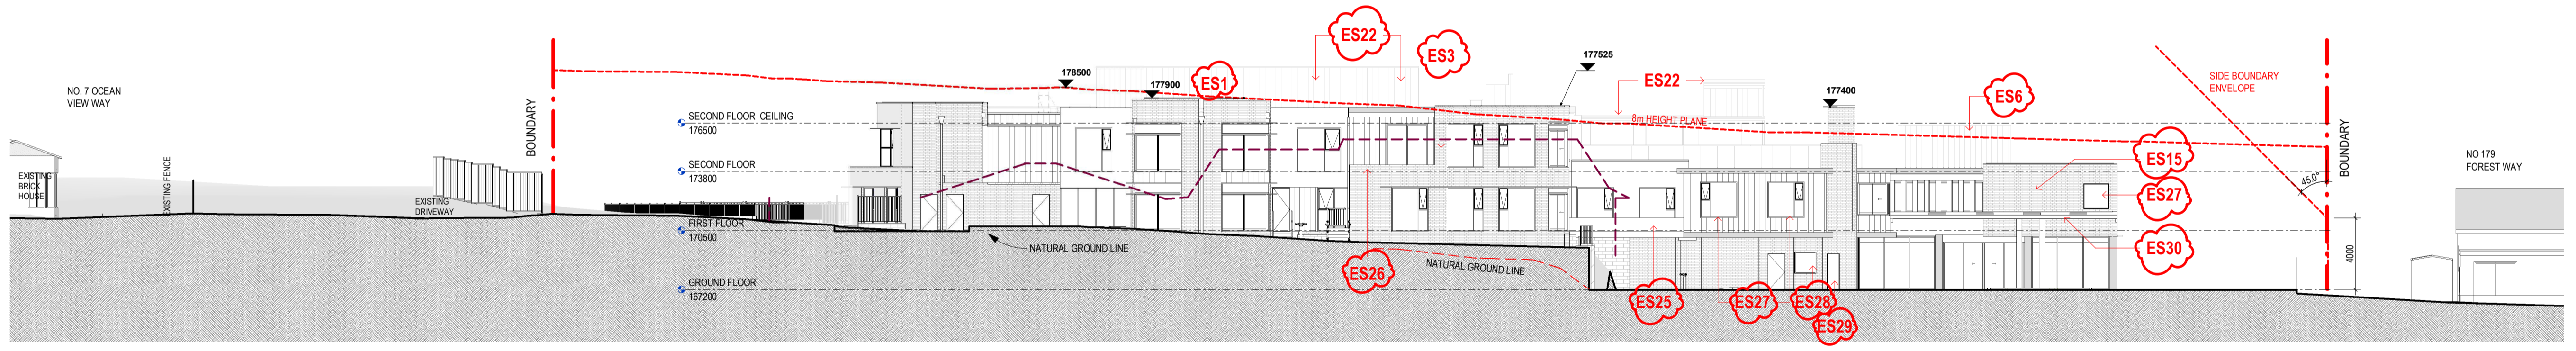 NO. 7 OCEAN
VIEW WAY
EXISTING
BRICK
HOUSE
EXISTING FENCE
EXISTING
DRIVEWAY
BOUNDARY
SECOND FLOOR CEILING
176500
SECOND FLOOR
173800
FIRST FLOOR
170500
GROUND FLOOR
167200
NATURAL GROUND LINE
178500
177900
ES1
ES22
ES3
177525
ES22
8m HEIGHT PLANE
177400
ES6
ES26
NATURAL GROUND LINE
ES25
ES27
ES28
ES29
SIDE BOUNDARY
ENVELOPE
ES15
ES27
ES30
45.0°
4000
BOUNDARY
NO 179
FOREST WAY